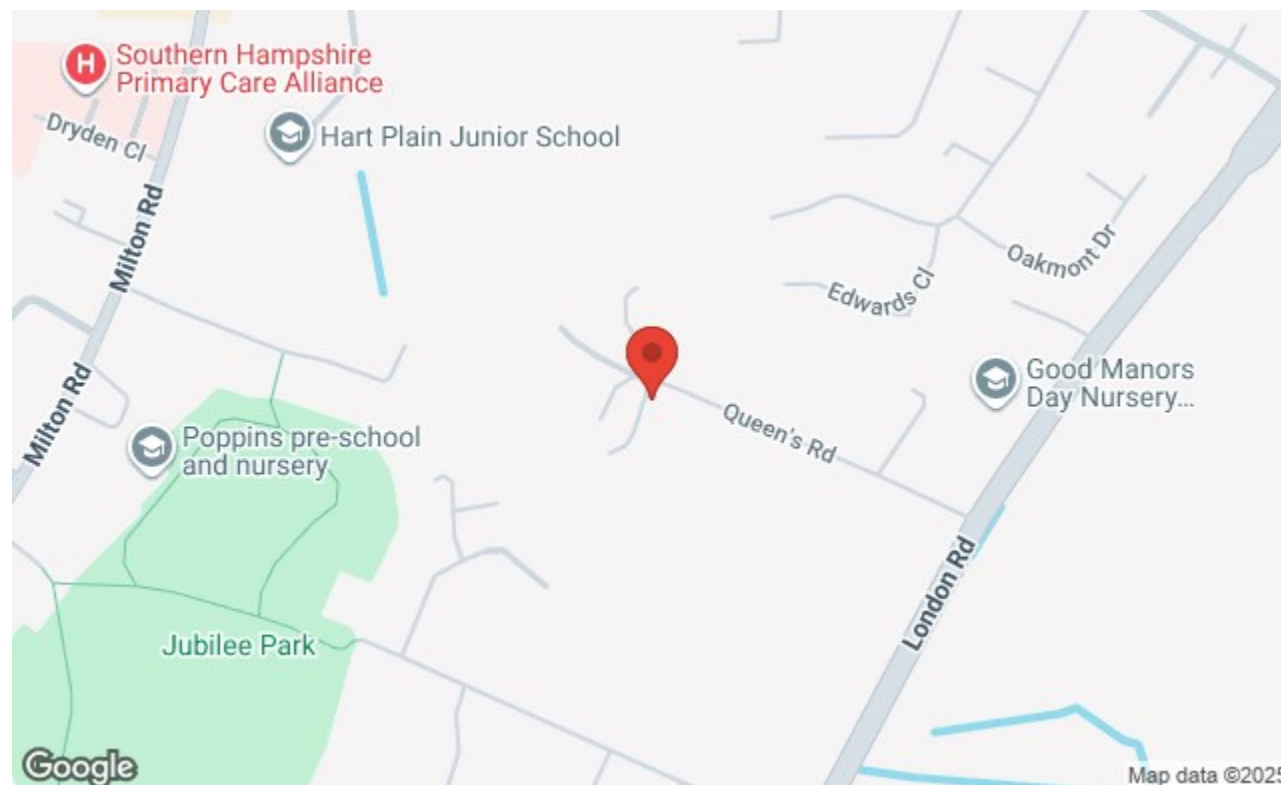 H
Southern Hampshire
Primary Care Alliance
Dryden Cl
Hart Plain Junior School
Milton Rd
Oakmont Dr
Edwards Cl
Good Manors
Day Nursery...
Milton Rd
Queen's Rd
Poppins pre-school
and nursery
London Rd
Jubilee Park
Google
Map data ©2025